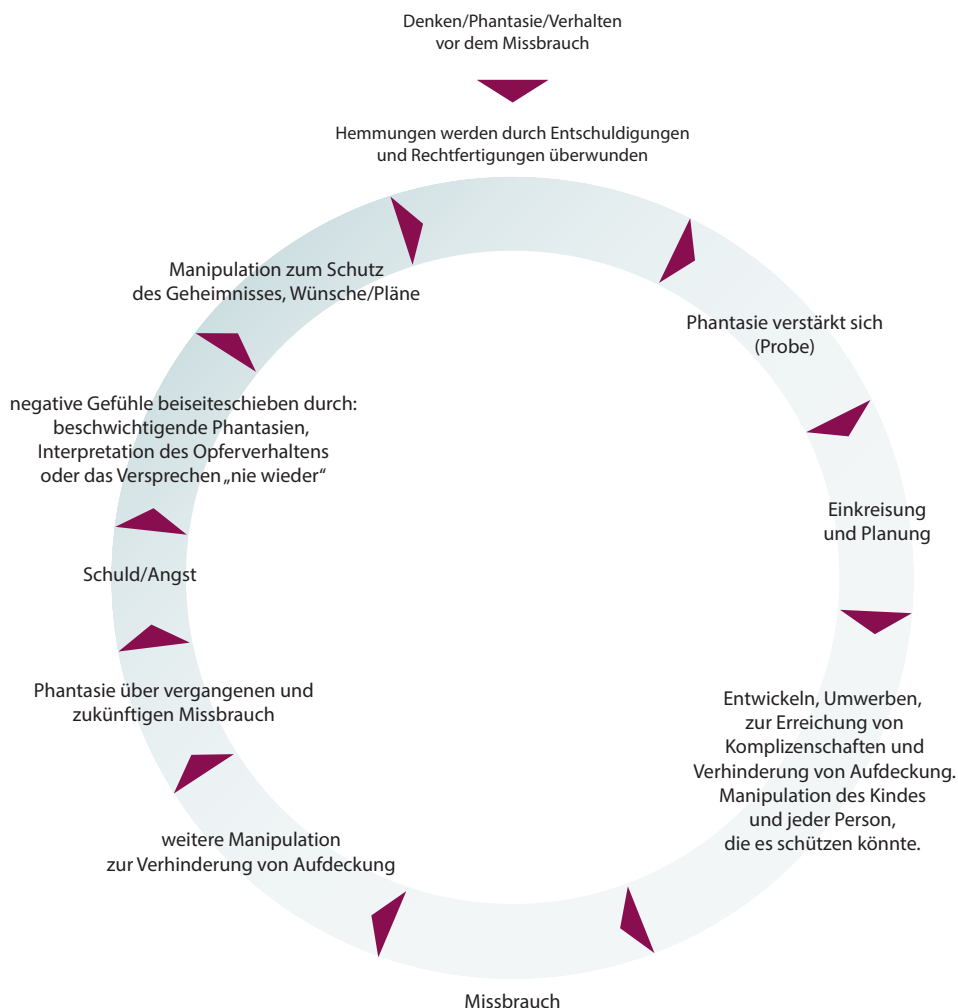 Denken/Phantasie/Verhalten
vor dem Missbrauch
Hemmungen werden durch Entschuldigungen
und Rechtfertigungen überwunden
Phantasie verstärkt sich
(Probe)
Einkreisung
und Planung
Entwickeln, Umwerben,
zur Erreichung von
Komplizenschaften und
Verhinderung von Aufdeckung.
Manipulation des Kindes
und jeder Person,
die es schützen könnte.
Missbrauch
weitere Manipulation
zur Verhinderung von Aufdeckung
Phantasie über vergangenen und
zukünftigen Missbrauch
Schuld/Angst
negative Gefühle beiseiteschieben durch:
beschwichtigende Phantasien,
Interpretation des Opferverhaltens
oder das Versprechen „nie wieder“
Manipulation zum Schutz
des Geheimnisses, Wünsche/Pläne